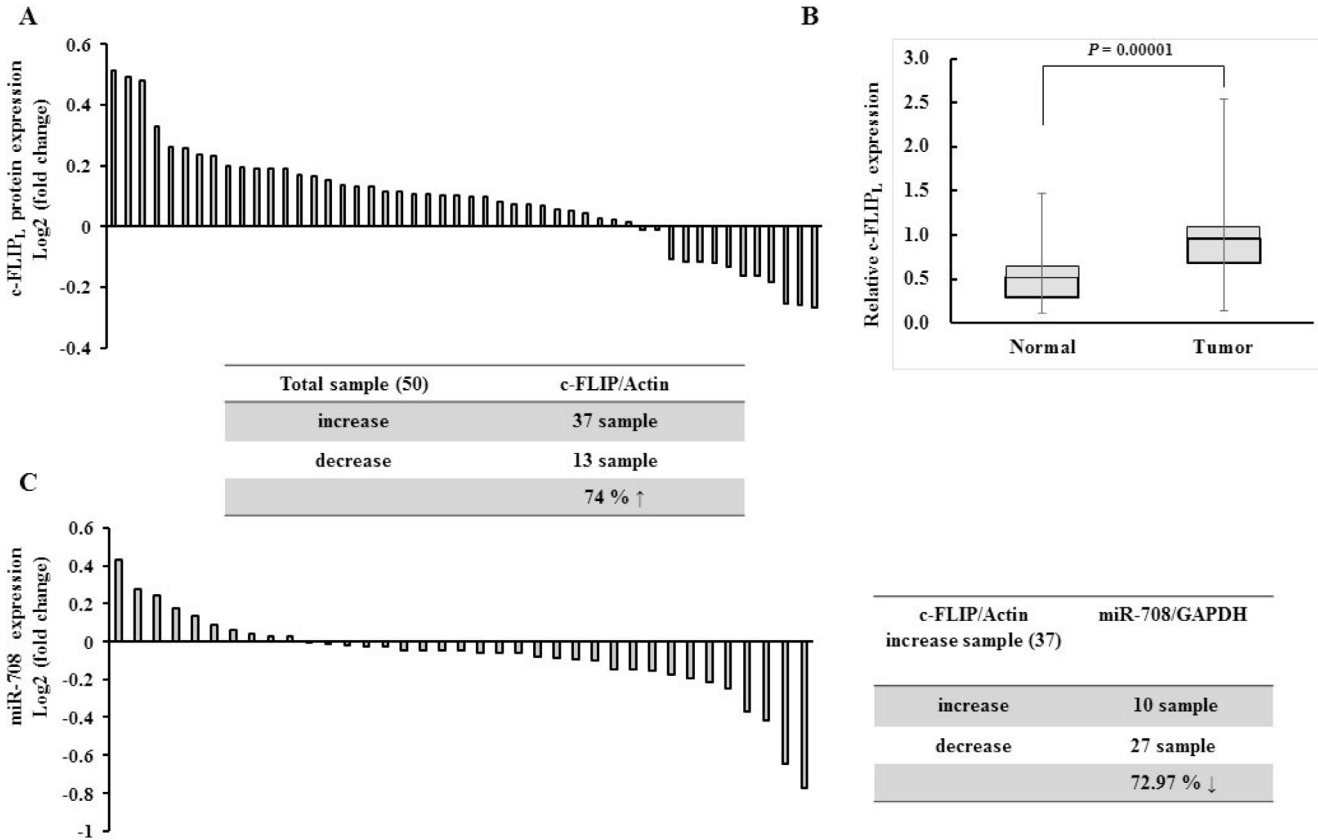 A
c-FLIPL protein expression
Log2 (fold change)
0.6
0.4
0.2
0
-0.2
-0.4
Total sample (50) c-FLIP/Actin
increase 37 sample
decrease 13 sample
74 % ↑
B
P = 0.00001
Relative c-FLIPL expression
3.0
2.5
2.0
1.5
1.0
0.5
0.0
Normal Tumor
C
miR-708 expression
Log2 (fold change)
0.6
0.4
0.2
0
-0.2
-0.4
-0.6
-0.8
-1
c-FLIP/Actin miR-708/GAPDH
increase sample (37)
increase 10 sample
decrease 27 sample
72.97 % ↓